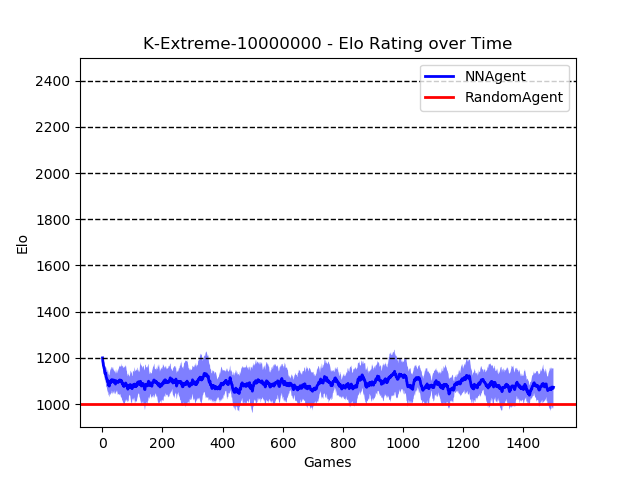 K-Extreme-10000000 - Elo Rating over Time
NNAgent
RandomAgent
2400
2200
2000
1800
1600
1400
1200
1000
Elo
0 200 400 600 800 1000 1200 1400
Games